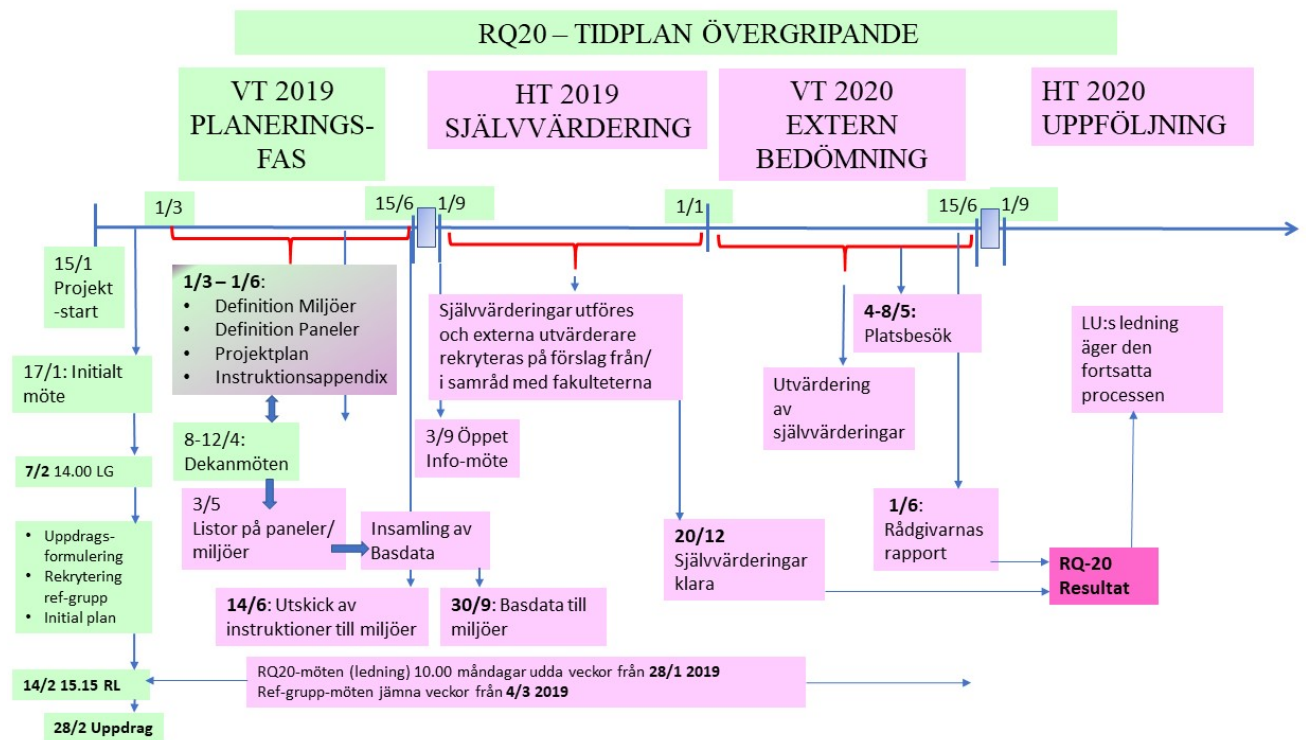 RQ20 – TIDPLAN ÖVERGRIPANDE
VT 2019
PLANERINGS-
FAS
HT 2019
SJÄLVVÄRDERING
VT 2020
EXTERN
BEDÖMNING
HT 2020
UPPFÖLJNING
1/3
15/6
1/9
1/1
15/6
1/9
15/1
Projekt
-start
17/1: Initialt
möte
7/2 14.00 LG
• Uppdrags-
formulering
• Rekrytering
ref-grupp
• Initial plan
14/2 15.15 RL
28/2 Uppdrag
1/3 – 1/6:
• Definition Miljöer
• Definition Paneler
• Projektplan
• Instruktionsappendix
8-12/4:
Dekanmöten
3/5
Listor på paneler/
miljöer
Insamling av
Basdata
14/6: Utskick av
instruktioner till miljöer
30/9: Basdata till
miljöer
Självvärderingar utföres
och externa utvärderare
rekryteras på förslag från/
i samråd med fakulteterna
3/9 Öppet
Info-möte
20/12
Självvärderingar
klara
4-8/5:
Platsbesök
Utvärdering
av
självvärderingar
1/6:
Rådgivarnas
rapport
LU:s ledning
äger den
fortsatta
processen
RQ-20
Resultat
RQ20-möten (ledning) 10.00 måndagar udda veckor från 28/1 2019
Ref-grupp-möten jämna veckor från 4/3 2019